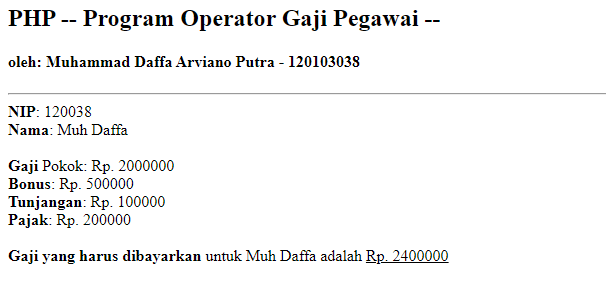 PHP -- Program Operator Gaji Pegawai --
oleh: Muhammad Daffa Arviano Putra - 120103038
NIP: 120038
Nama: Muh Daffa
Gaji Pokok: Rp. 2000000
Bonus: Rp. 500000
Tunjangan: Rp. 100000
Pajak: Rp. 200000
Gaji yang harus dibayarkan untuk Muh Daffa adalah Rp. 2400000